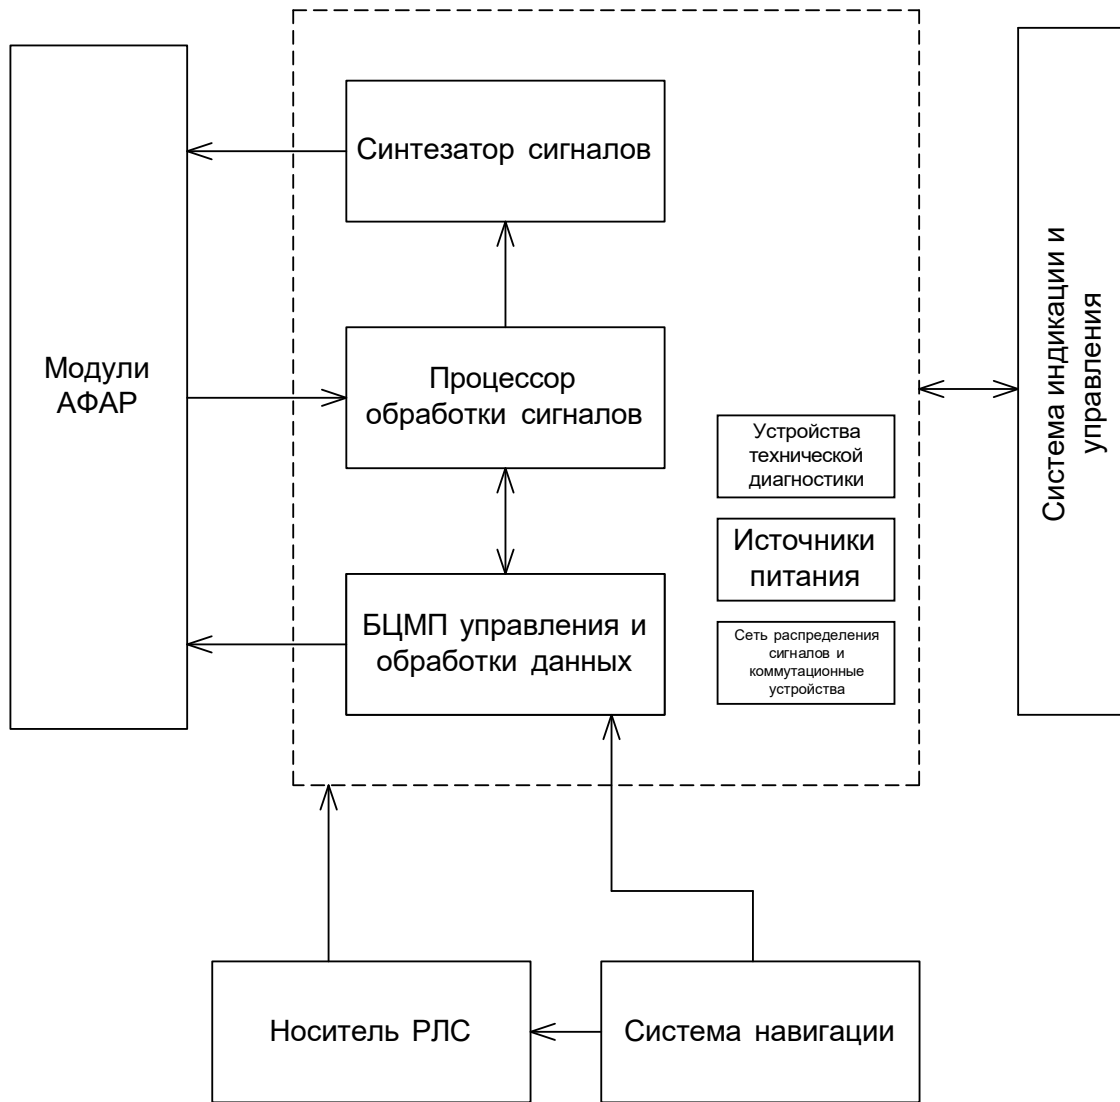 Синтезатор сигналов
Модули
АФАР
Процессор
обработки сигналов
БЦМП управления и
обработки данных
Устройства
технической
диагностики
Источники
питания
Сеть распределения
сигналов и
коммутационные
устройства
Система индикации и
управления
Носитель РЛС
Система навигации